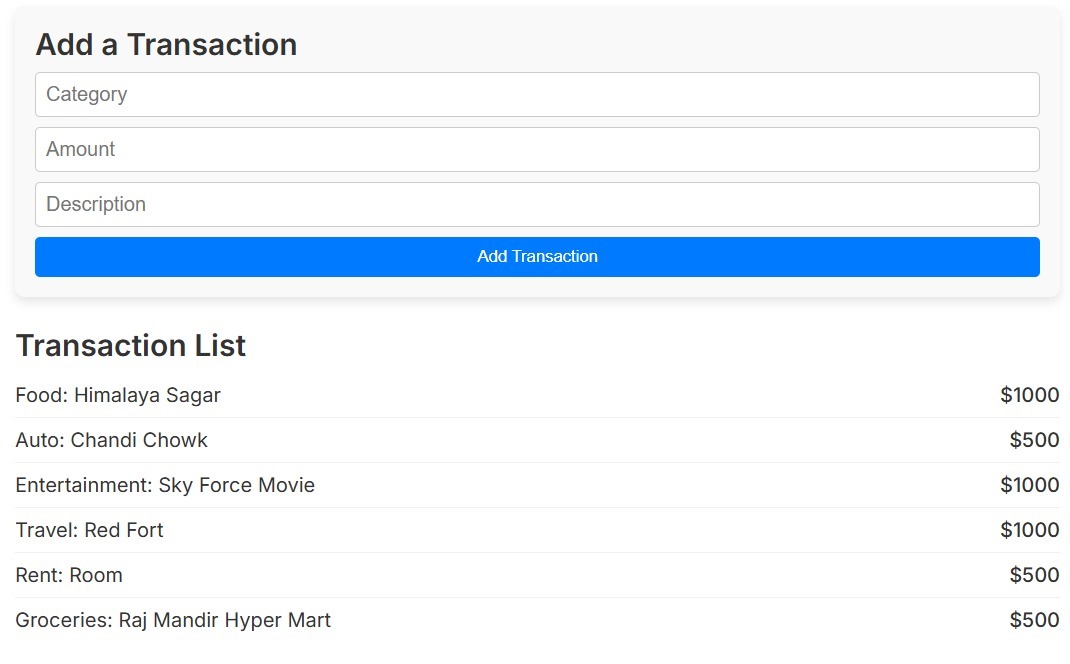 Add a Transaction
Category
Amount
Description
Add Transaction
Transaction List
Food: Himalaya Sagar $1000
Auto: Chandi Chowk $500
Entertainment: Sky Force Movie $1000
Travel: Red Fort $1000
Rent: Room $500
Groceries: Raj Mandir Hyper Mart $500